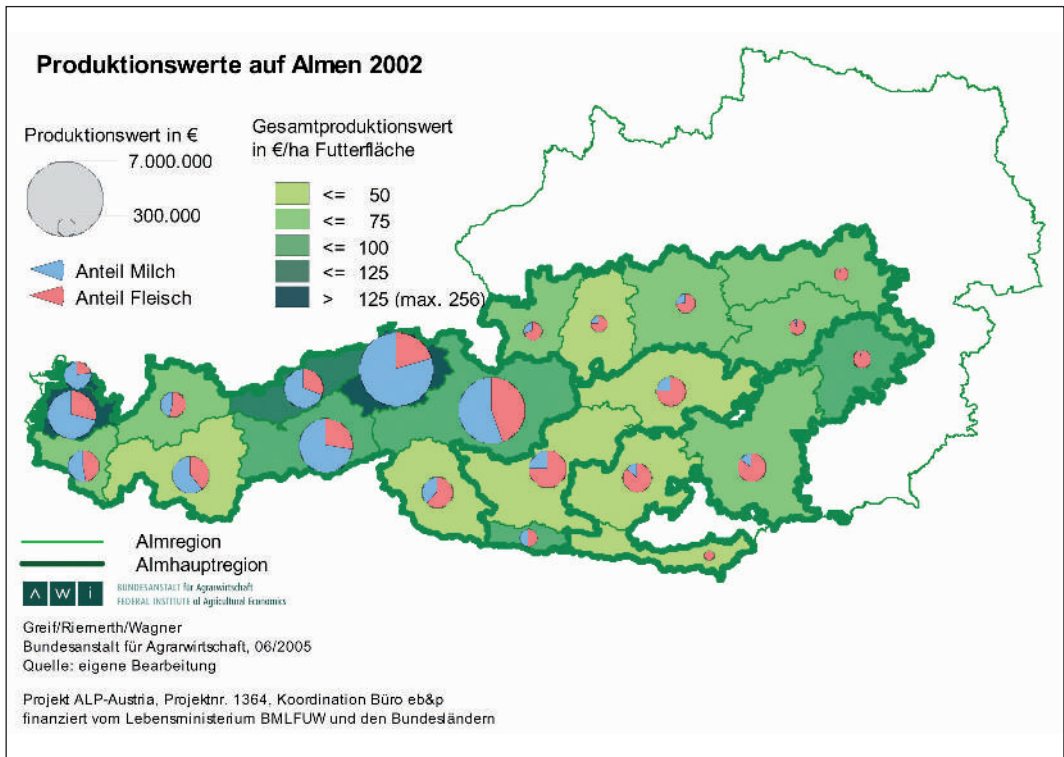 Produktionswerte auf Almen 2002
Produktionswert in €
7.000.000
300.000
Anteil Milch
Anteil Fleisch
Gesamtproduktionswert
in €/ha Futterfläche
<= 50
<= 75
<= 100
<= 125
> 125 (max. 256)
Almregion
Almhauptregion
AWI
BUNDESANSTALT für Agrarwirtschaft
FEDERAL INSTITUTE of Agricultural Economics
Greif/Riemerth/Wagner
Bundesanstalt für Agrarwirtschaft, 06/2005
Quelle: eigene Bearbeitung
Projekt ALP-Austria, Projektnr. 1364, Koordination Büro eb&p
finanziert vom Lebensministerium BMLFUW und den Bundesländern